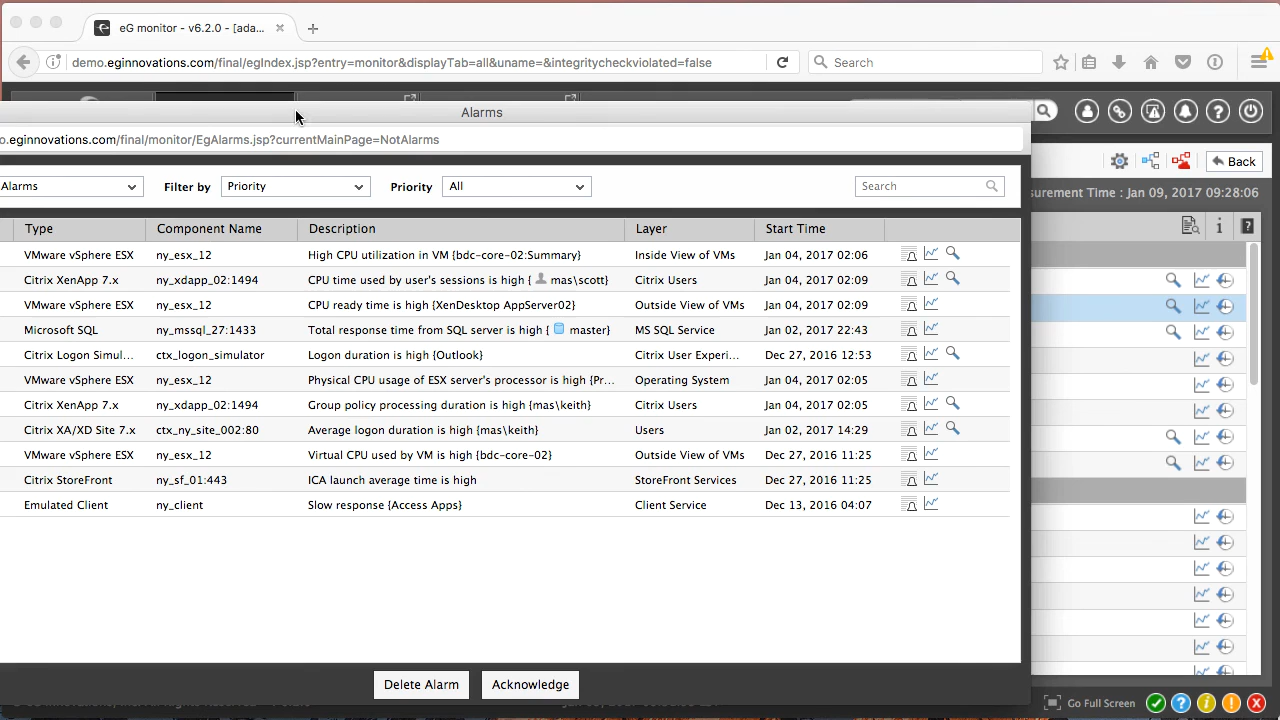 eG monitor - v6.2.0 - [ada...
demo.eginnovations.com/final/egIndex.jsp?entry=monitor&displayTab=all&uname=&integritycheckviolated=false
Search
Alarms
o.eginnovations.com/final/monitor/EgAlarms.jsp?currentMainPage=NotAlarms
Back
Alarms Filter by Priority Priority All Search
urement Time : Jan 09, 2017 09:28:06
Type Component Name Description Layer Start Time
VMware vSphere ESX ny_esx_12 High CPU utilization in VM {bdc-core-02:Summary} Inside View of VMs Jan 04, 2017 02:06
Citrix XenApp 7.x ny_xdapp_02:1494 CPU time used by user's sessions is high { mas\scott} Citrix Users Jan 04, 2017 02:09
VMware vSphere ESX ny_esx_12 CPU ready time is high {XenDesktop AppServer02} Outside View of VMs Jan 04, 2017 02:09
Microsoft SQL ny_mssql_27:1433 Total response time from SQL server is high { master} MS SQL Service Jan 02, 2017 22:43
Citrix Logon Simul... ctx_logon_simulator Logon duration is high {Outlook} Citrix User Experi... Dec 27, 2016 12:53
VMware vSphere ESX ny_esx_12 Physical CPU usage of ESX server's processor is high {Pr... Operating System Jan 04, 2017 02:05
Citrix XenApp 7.x ny_xdapp_02:1494 Group policy processing duration is high {mas\keith} Citrix Users Jan 04, 2017 02:05
Citrix XA/XD Site 7.x ctx_ny_site_002:80 Average logon duration is high {mas\keith} Users Jan 02, 2017 14:29
VMware vSphere ESX ny_esx_12 Virtual CPU used by VM is high {bdc-core-02} Outside View of VMs Dec 27, 2016 11:25
Citrix StoreFront ny_sf_01:443 ICA launch average time is high StoreFront Services Dec 27, 2016 11:25
Emulated Client ny_client Slow response {Access Apps} Client Service Dec 13, 2016 04:07
Delete Alarm Acknowledge
Go Full Screen